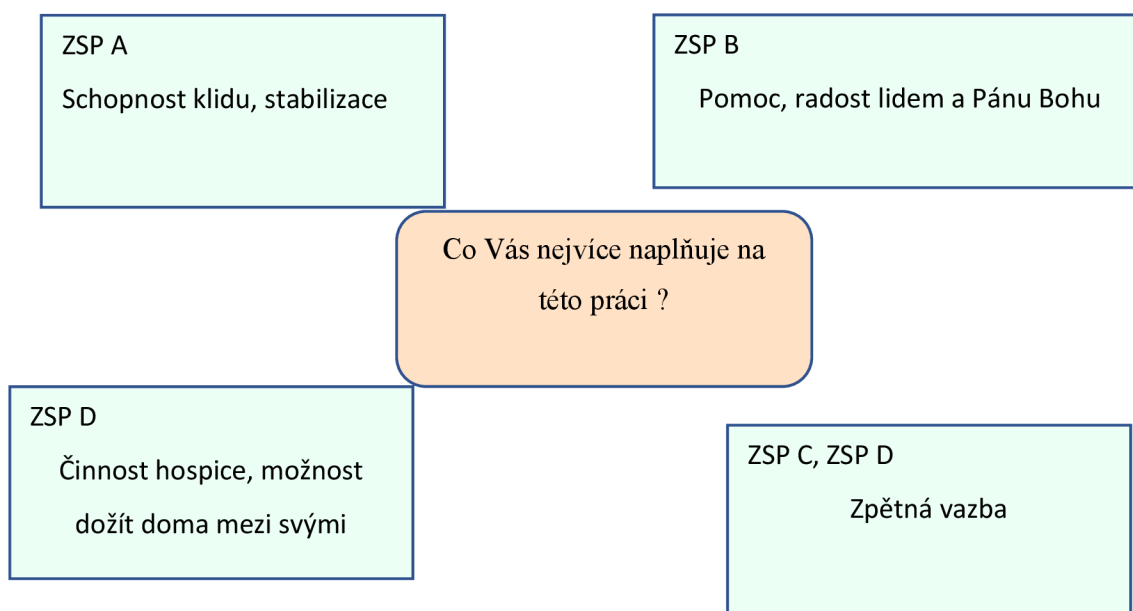 ZSP A
Schopnost klidu, stabilizace
ZSP B
Pomoc, radost lidem a Pánu Bohu
Co Vás nejvíce naplňuje na
této práci ?
ZSP D
Činnost hospice, možnost
dožít doma mezi svými
ZSP C, ZSP D
Zpětná vazba